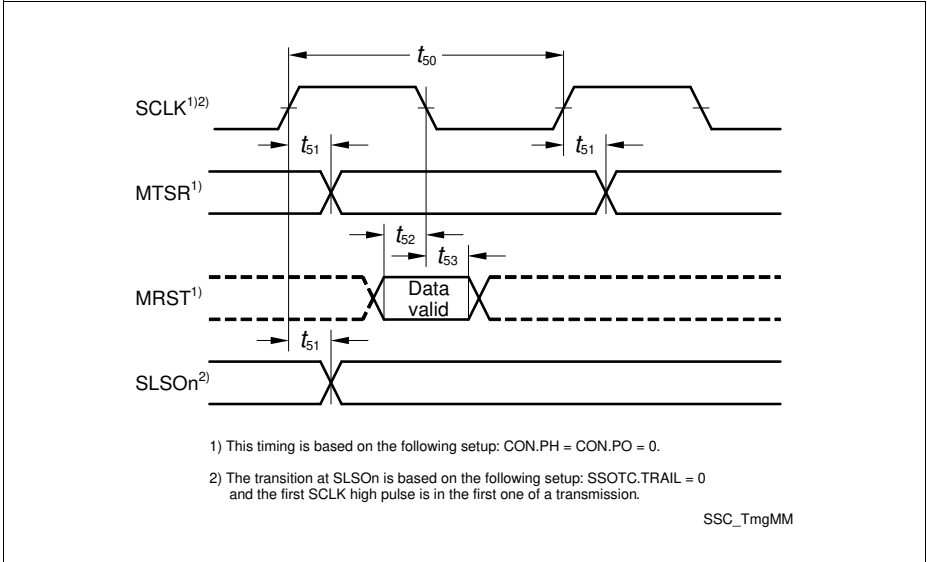 t50
SCLK1)2)
t51
t51
MTSR1)
t52
t53
MRST1)
Data
valid
t51
SLSOn2)
1) This timing is based on the following setup: CON.PH = CON.PO = 0.
2) The transition at SLSOn is based on the following setup: SSOTC.TRAIL = 0
and the first SCLK high pulse is in the first one of a transmission.
SSC_TmgMM